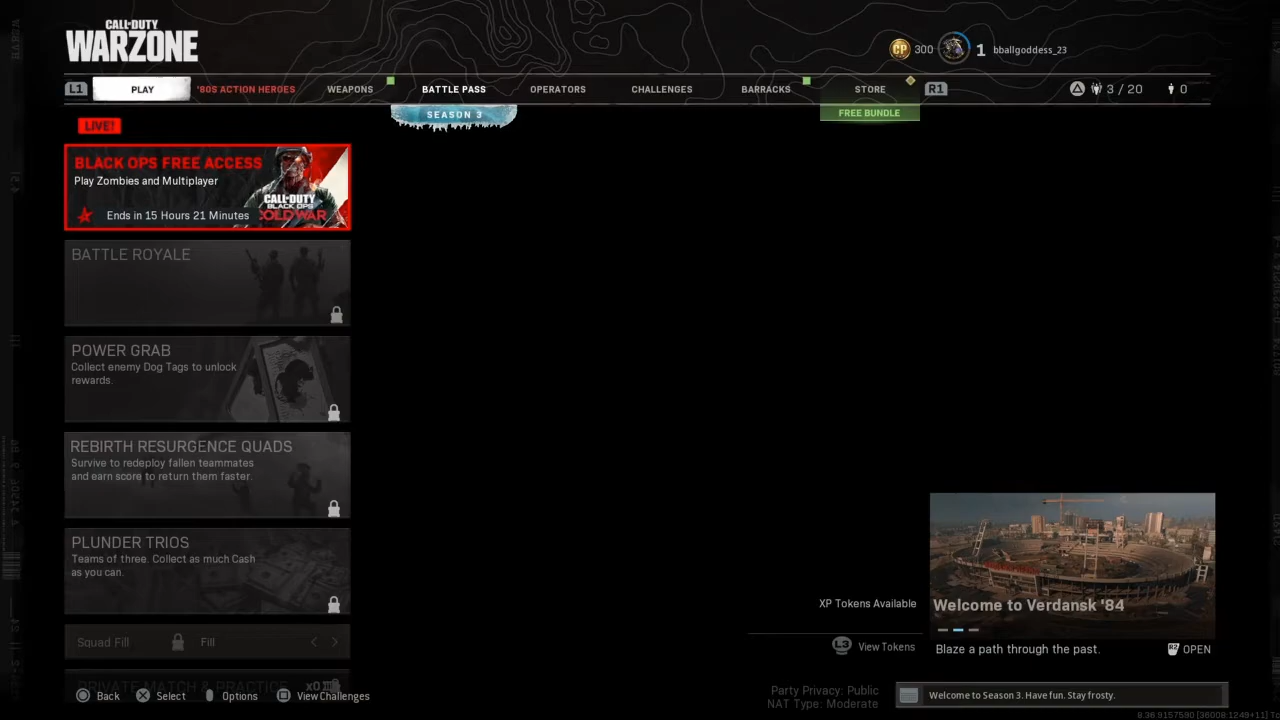 CALL·DUTY
WARZONE
CP 300 1 bballgoddess_23
L1 PLAY '80S ACTION HEROES WEAPONS BATTLE PASS OPERATORS CHALLENGES BARRACKS STORE R1 3 / 20 0
SEASON 3
FREE BUNDLE
LIVE!
BLACK OPS FREE ACCESS
Play Zombies and Multiplayer
CALL·DUTY
BLACK OPS
COLD WAR
Ends in 15 Hours 21 Minutes
BATTLE ROYALE
POWER GRAB
Collect enemy Dog Tags to unlock
rewards.
REBIRTH RESURGENCE QUADS
Survive to redeploy fallen teammates
and earn score to return them faster.
PLUNDER TRIOS
Teams of three. Collect as much Cash
as you can.
Squad Fill Fill
PRIVATE MATCH & PRACTICE x0
Back Select Options View Challenges
XP Tokens Available
L3 View Tokens
Welcome to Verdansk '84
Blaze a path through the past.
R2 OPEN
Party Privacy: Public
NAT Type: Moderate
Welcome to Season 3. Have fun. Stay frosty.